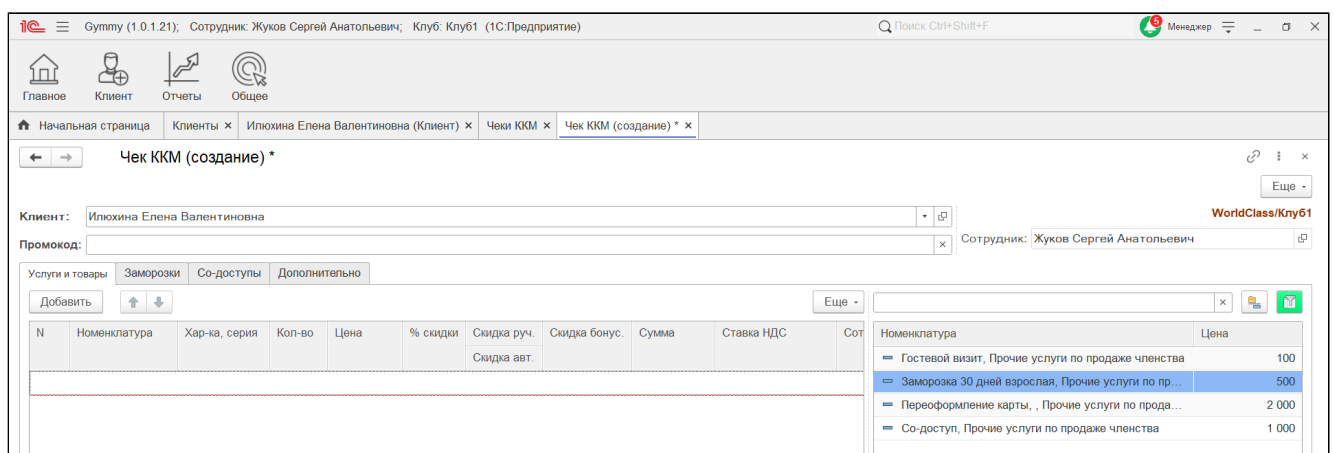 Gymmy (1.0.1.21); Сотрудник: Жуков Сергей Анатольевич; Клуб: Клуб1 (1С:Предприятие) Поиск Ctrl+Shift+F 5 Менеджер
Главное Клиент Отчеты Общее
Начальная страница Клиенты × Илюхина Елена Валентиновна (Клиент) × Чеки ККМ × Чек ККМ (создание) * ×
Чек ККМ (создание) *
Еще
Клиент: Илюхина Елена Валентиновна WorldClass/Клуб1
Промокод: Сотрудник: Жуков Сергей Анатольевич
Услуги и товары Заморозки Со-доступы Дополнительно
Добавить Еще
N Номенклатура Хар-ка, серия Кол-во Цена % скидки Скидка руч. Скидка бонус. Сумма Ставка НДС Сот Номенклатура Цена
Скидка авт.
Гостевой визит, Прочие услуги по продаже членства 100
Заморозка 30 дней взрослая, Прочие услуги по пр... 500
Переоформление карты, , Прочие услуги по прода... 2 000
Со-доступ, Прочие услуги по продаже членства 1 000